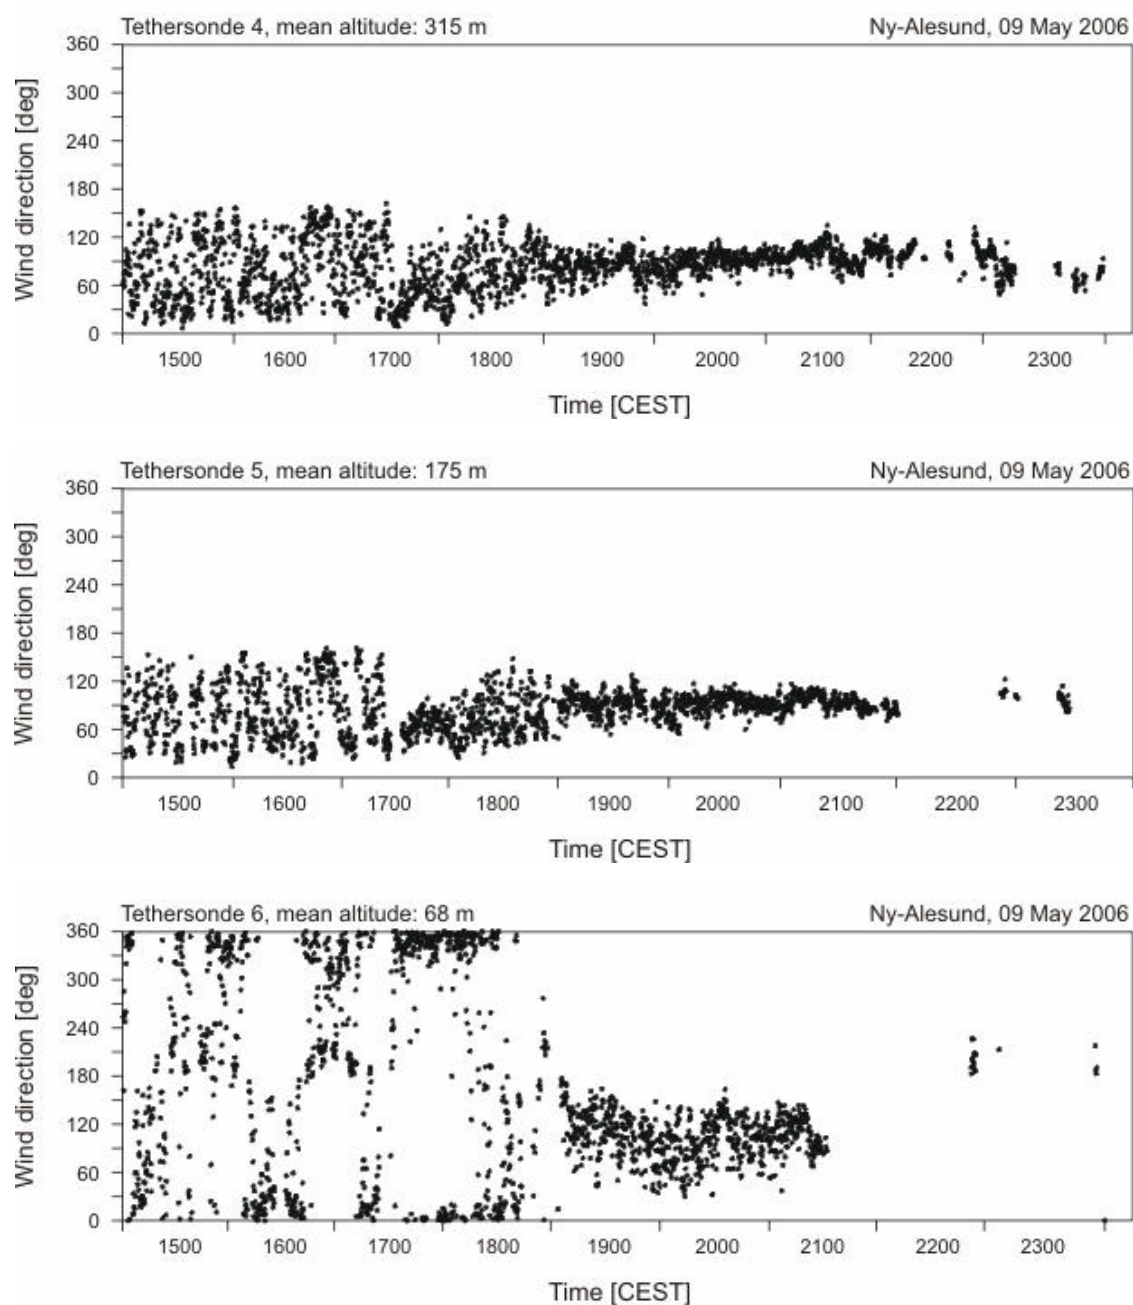 Tethersonde 4, mean altitude: 315 m Ny-Alesund, 09 May 2006
Wind direction [deg]
360
300
240
180
120
60
0
1500 1600 1700 1800 1900 2000 2100 2200 2300
Time [CEST]
Tethersonde 5, mean altitude: 175 m Ny-Alesund, 09 May 2006
Wind direction [deg]
360
300
240
180
120
60
0
1500 1600 1700 1800 1900 2000 2100 2200 2300
Time [CEST]
Tethersonde 6, mean altitude: 68 m Ny-Alesund, 09 May 2006
Wind direction [deg]
360
300
240
180
120
60
0
1500 1600 1700 1800 1900 2000 2100 2200 2300
Time [CEST]